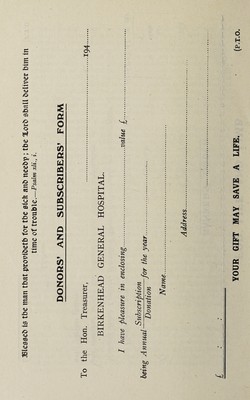 Blessed is the man that provideth for the sick and needy; the Lord shall deliver him in
time of trouble.—Psalm xli., i.
DONORS' AND SUBSCRIBERS' FORM
194
To the Hon. Treasurer,
BIRKENHEAD GENERAL HOSPITAL.
I have pleasure in enclosing value £
being Annual Subscription for the year
Donation
Name
Address
£ : :
YOUR GIFT MAY SAVE A LIFE.
(P.T.O.